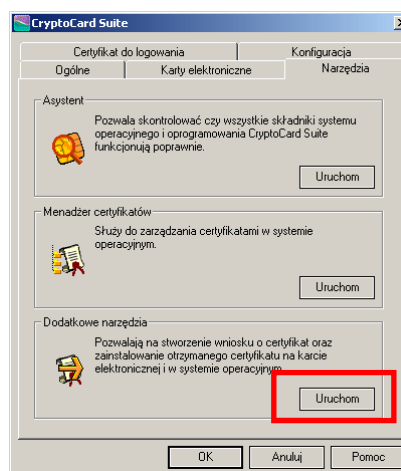 CryptoCard Suite
Certyfikat do logowania
Konfiguracja
Ogólne
Karty elektroniczne
Narzędzia
Asystent
Pozwala skontrolować czy wszystkie składniki systemu
operacyjnego i oprogramowania CryptoCard Suite
funkcjonują poprawnie.
Uruchom
Menadżer certyfikatów
Służy do zarządzania certyfikatami w systemie
operacyjnym.
Uruchom
Dodatkowe narzędzia
Pozwalają na stworzenie wniosku o certyfikat oraz
zainstalowanie otrzymanego certyfikatu na karcie
elektronicznej i w systemie operacyjnym.
Uruchom
OK
Anuluj
Pomoc